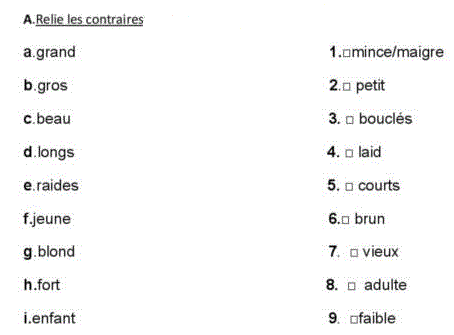 A.Relie les contraires
a.grand 1.□mince/maigre
b.gros 2.□ petit
c.beau 3. □ bouclés
d.longs 4. □ laid
e.raides 5. □ courts
f.jeune 6.□ brun
g.blond 7. □ vieux
h.fort 8. □ adulte
i.enfant 9. □faible